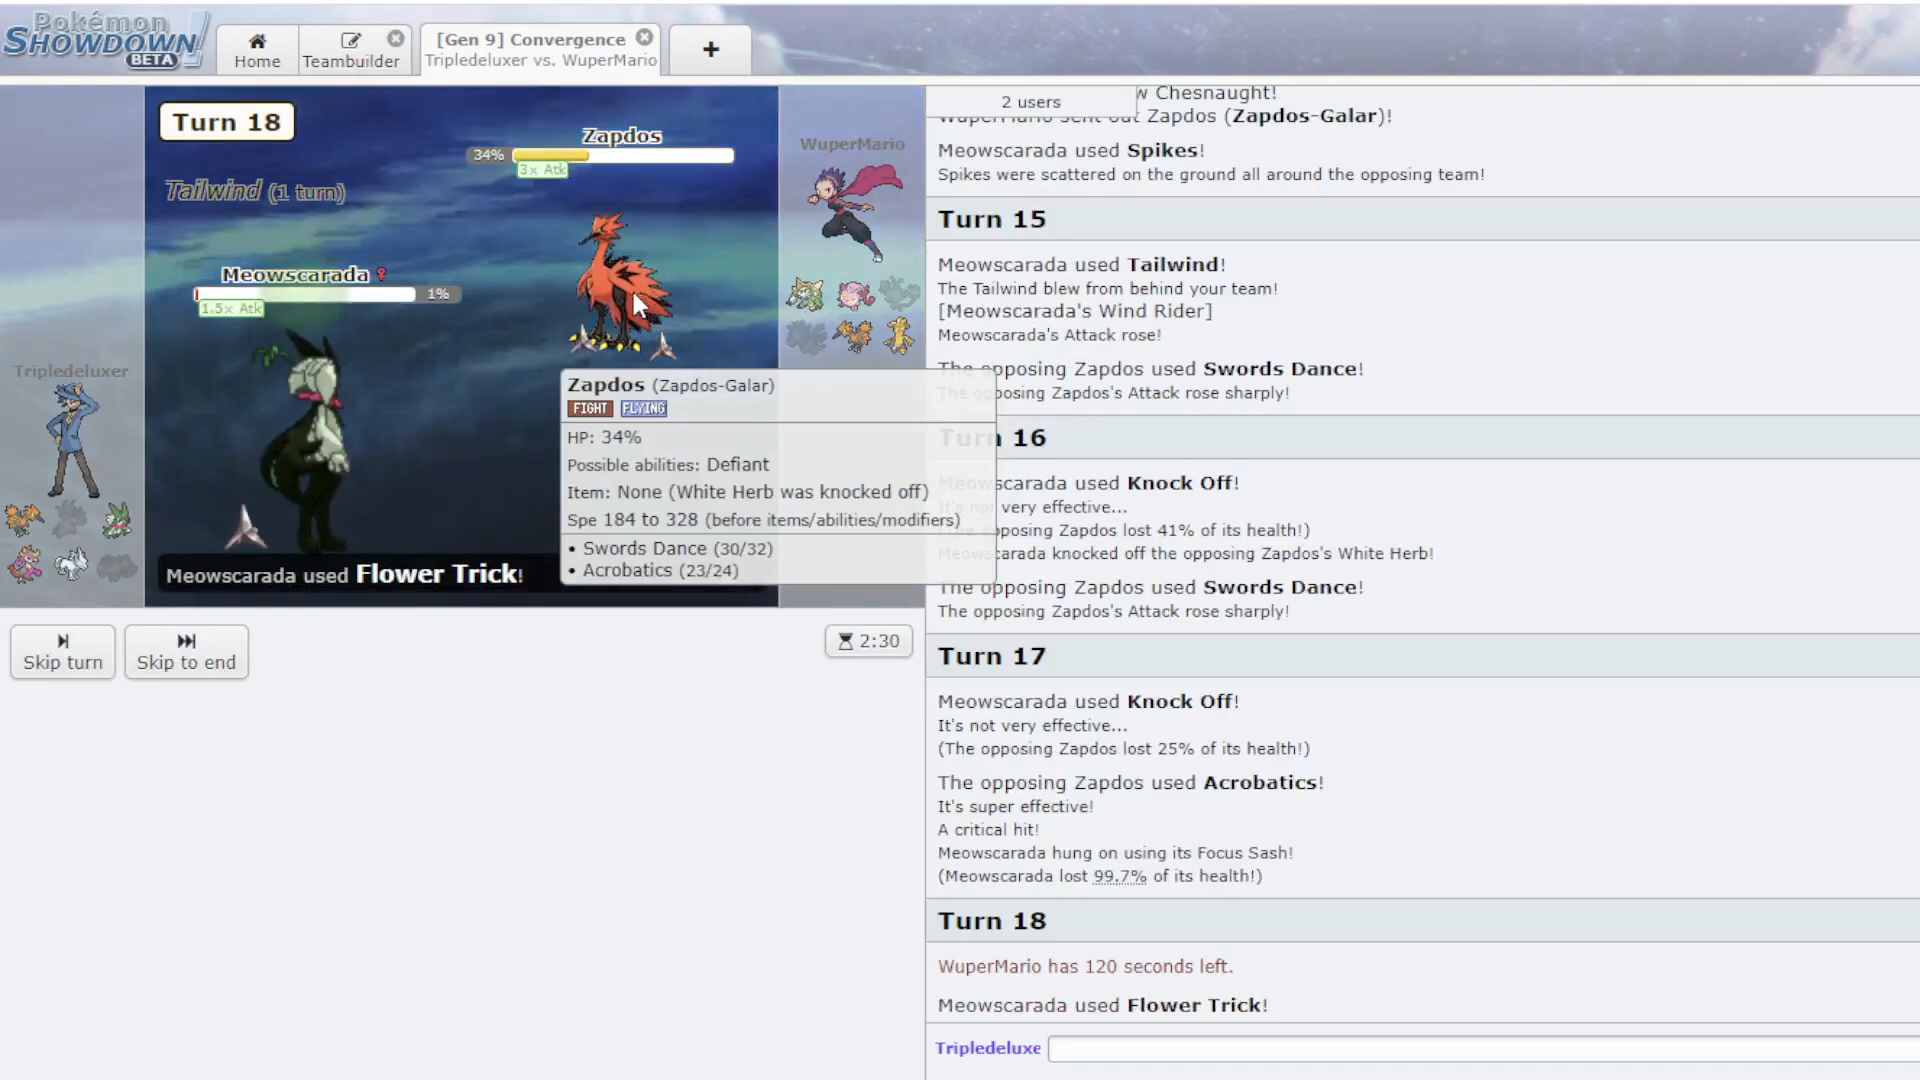 Pokémon
SHOWDOWN!
BETA
Home
Teambuilder
[Gen 9] Convergence
Tripledeluxer vs. WuperMario
+
Turn 18
Tailwind (1 turn)
Zapdos
34%
3x Atk
Meowscarada ♀
1%
1.5x Atk
Tripledeluxer
WuperMario
Zapdos (Zapdos-Galar)
FIGHT FLYING
HP: 34%
Possible abilities: Defiant
Item: None (White Herb was knocked off)
Spe 184 to 328 (before items/abilities/modifiers)
• Swords Dance (30/32)
• Acrobatics (23/24)
Meowscarada used Flower Trick!
Skip turn
Skip to end
2:30
2 users
w Chesnaught!
WuperMario sent out Zapdos (Zapdos-Galar)!
Meowscarada used Spikes!
Spikes were scattered on the ground all around the opposing team!
Turn 15
Meowscarada used Tailwind!
The Tailwind blew from behind your team!
[Meowscarada's Wind Rider]
Meowscarada's Attack rose!
The opposing Zapdos used Swords Dance!
The opposing Zapdos's Attack rose sharply!
Turn 16
Meowscarada used Knock Off!
It's not very effective...
(The opposing Zapdos lost 41% of its health!)
Meowscarada knocked off the opposing Zapdos's White Herb!
The opposing Zapdos used Swords Dance!
The opposing Zapdos's Attack rose sharply!
Turn 17
Meowscarada used Knock Off!
It's not very effective...
(The opposing Zapdos lost 25% of its health!)
The opposing Zapdos used Acrobatics!
It's super effective!
A critical hit!
Meowscarada hung on using its Focus Sash!
(Meowscarada lost 99.7% of its health!)
Turn 18
WuperMario has 120 seconds left.
Meowscarada used Flower Trick!
Tripledeluxe